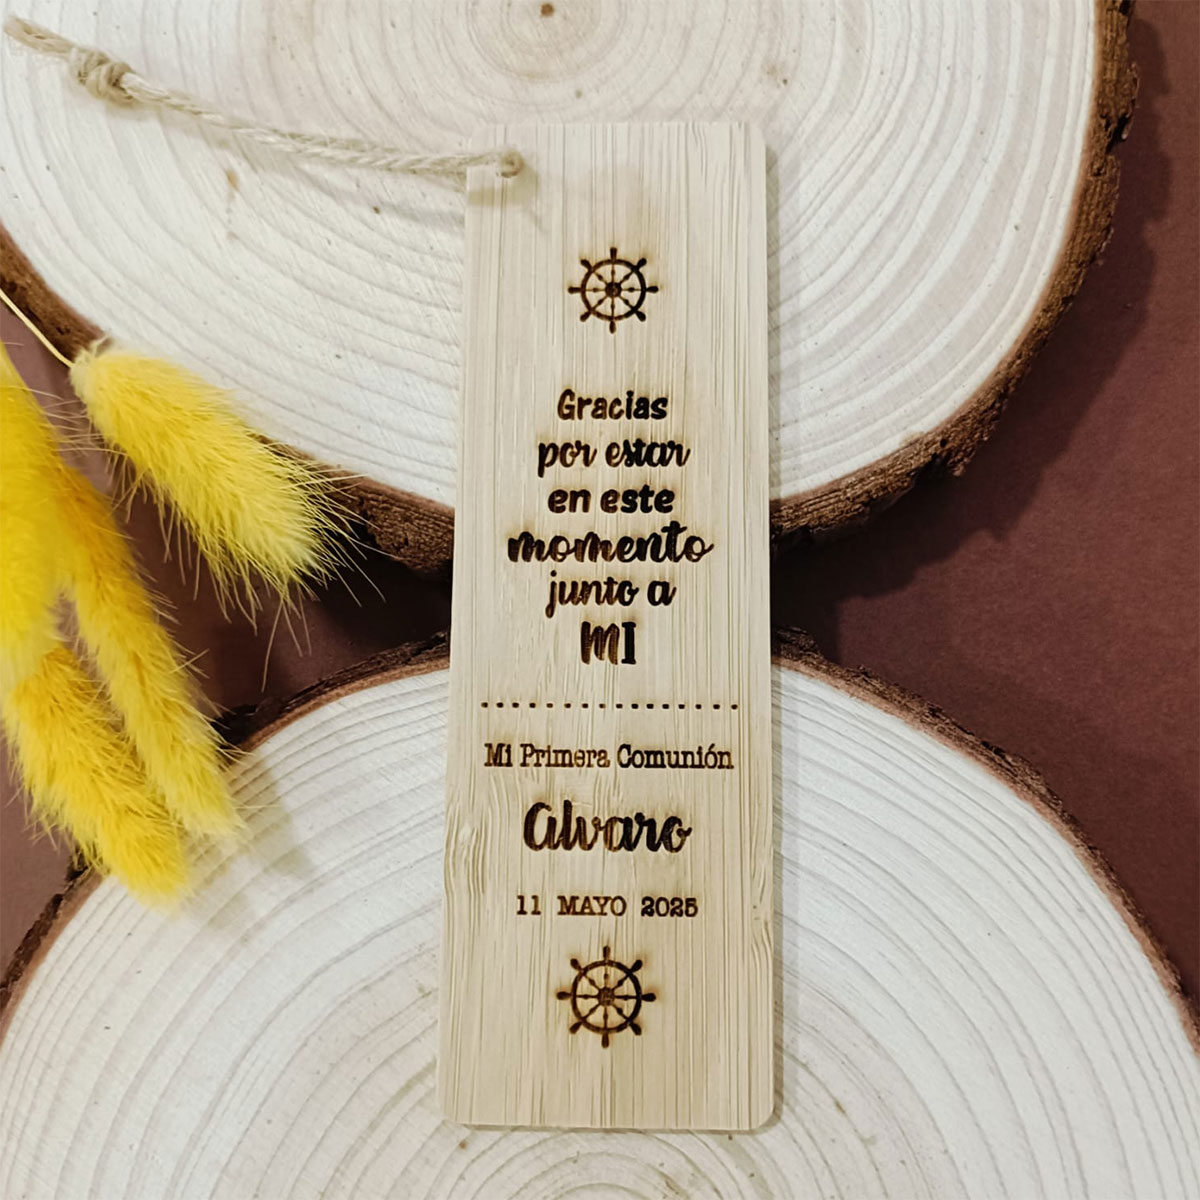 Gracias
por estar
en este
momento
junto a
MI
Mi Primera Comunión
Alvaro
11 MAYO 2025